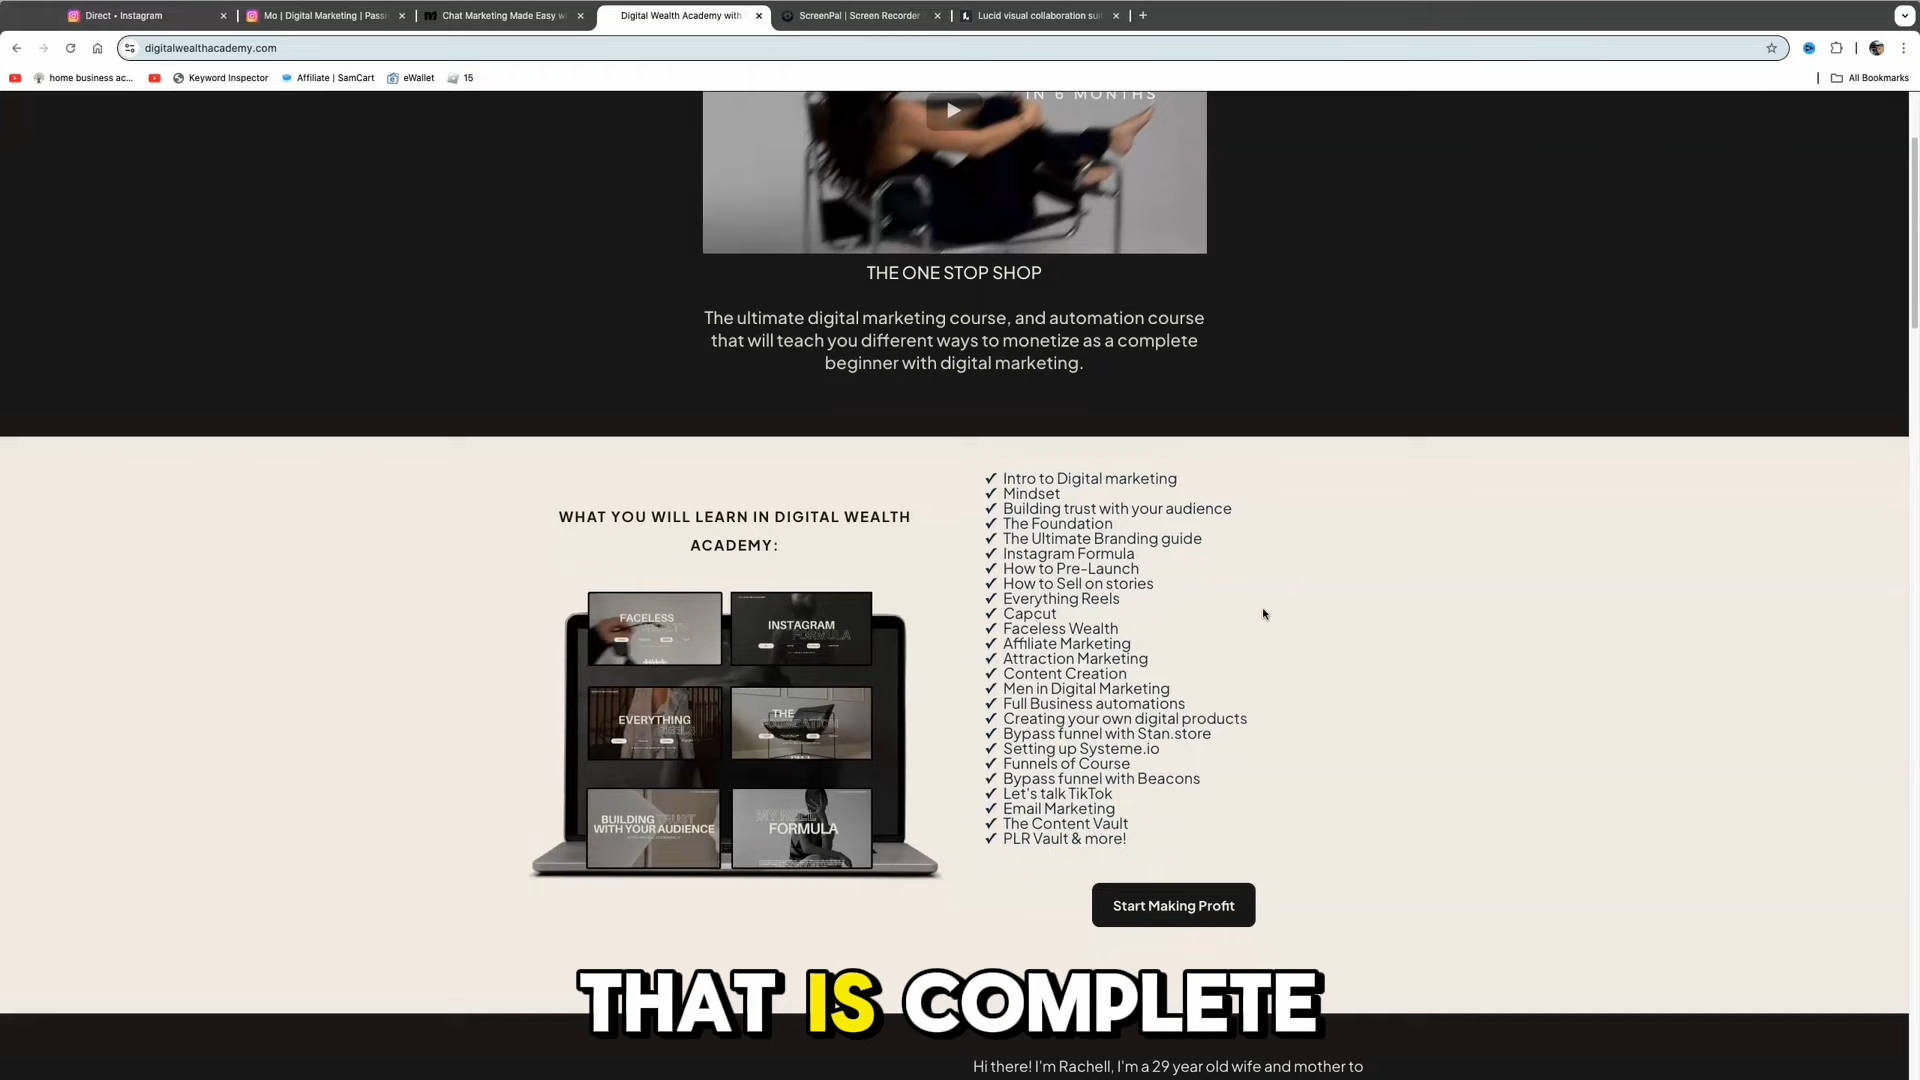 Direct • Instagram
Mo | Digital Marketing | Passi
Chat Marketing Made Easy w
Digital Wealth Academy with
ScreenPal | Screen Recorder
Lucid visual collaboration sui
digitalwealthacademy.com
home business ac...
Keyword Inspector
Affiliate | SamCart
eWallet
15
All Bookmarks
IN 6 MONTHS
THE ONE STOP SHOP
The ultimate digital marketing course, and automation course
that will teach you different ways to monetize as a complete
beginner with digital marketing.
WHAT YOU WILL LEARN IN DIGITAL WEALTH
ACADEMY:
FACELESS
WEALTH
INSTAGRAM
FORMULA
EVERYTHING
REELS
THE
FOUNDATION
BUILDING TRUST
WITH YOUR AUDIENCE
MY REEL
FORMULA
✓ Intro to Digital marketing
✓ Mindset
✓ Building trust with your audience
✓ The Foundation
✓ The Ultimate Branding guide
✓ Instagram Formula
✓ How to Pre-Launch
✓ How to Sell on stories
✓ Everything Reels
✓ Capcut
✓ Faceless Wealth
✓ Affiliate Marketing
✓ Attraction Marketing
✓ Content Creation
✓ Men in Digital Marketing
✓ Full Business automations
✓ Creating your own digital products
✓ Bypass funnel with Stan.store
✓ Setting up Systeme.io
✓ Funnels of Course
✓ Bypass funnel with Beacons
✓ Let's talk TikTok
✓ Email Marketing
✓ The Content Vault
✓ PLR Vault & more!
Start Making Profit
THAT IS COMPLETE
Hi there! I'm Rachell, I'm a 29 year old wife and mother to